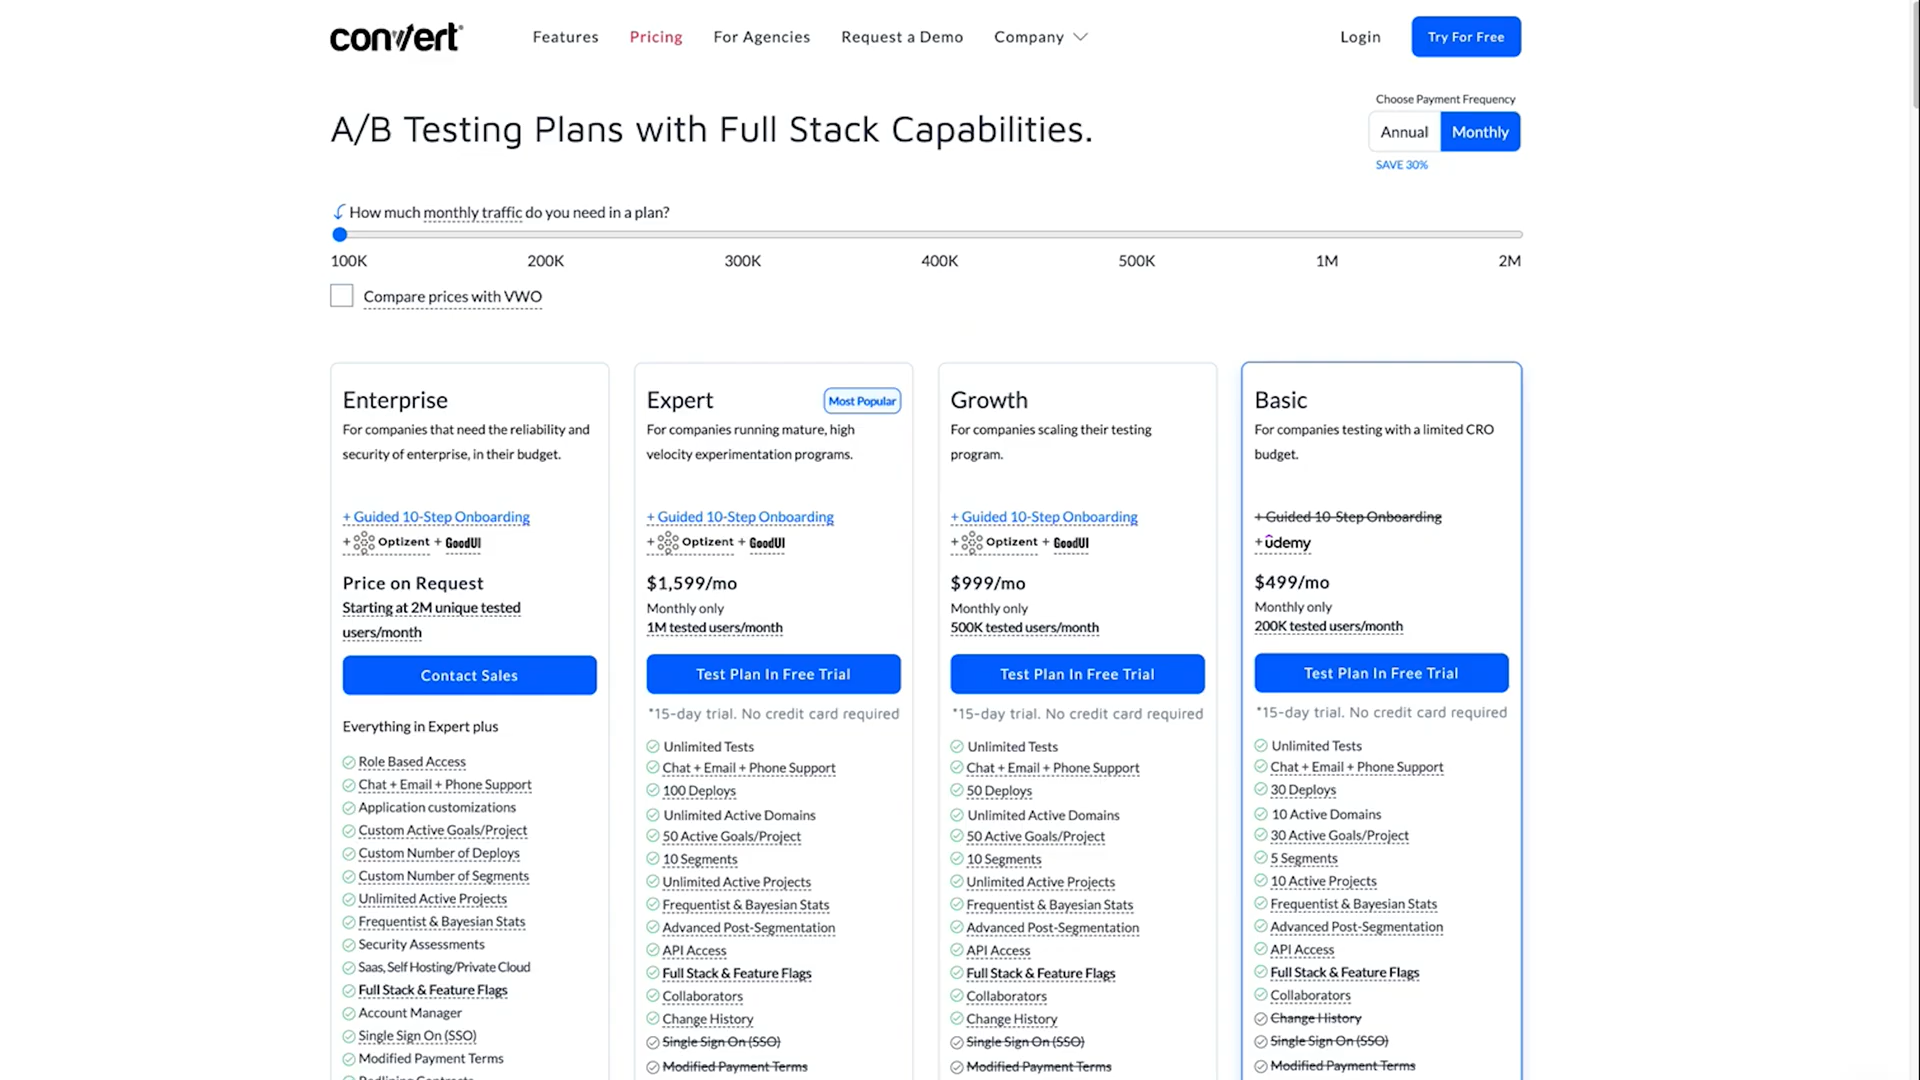 convert
Features
Pricing
For Agencies
Request a Demo
Company
Login
Try For Free
A/B Testing Plans with Full Stack Capabilities.
Choose Payment Frequency
Annual
Monthly
SAVE 30%
How much monthly traffic do you need in a plan?
100K
200K
300K
400K
500K
1M
2M
Compare prices with VWO
Enterprise
For companies that need the reliability and
security of enterprise, in their budget.
+ Guided 10-Step Onboarding
+ Optizent + GoodUI
Price on Request
Starting at 2M unique tested
users/month
Contact Sales
Everything in Expert plus
Role Based Access
Chat + Email + Phone Support
Application customizations
Custom Active Goals/Project
Custom Number of Deploys
Custom Number of Segments
Unlimited Active Projects
Frequentist & Bayesian Stats
Security Assessments
Saas, Self Hosting/Private Cloud
Full Stack & Feature Flags
Account Manager
Single Sign On (SSO)
Modified Payment Terms
Expert
Most Popular
For companies running mature, high
velocity experimentation programs.
+ Guided 10-Step Onboarding
+ Optizent + GoodUI
$1,599/mo
Monthly only
1M tested users/month
Test Plan In Free Trial
*15-day trial. No credit card required
Unlimited Tests
Chat + Email + Phone Support
100 Deploys
Unlimited Active Domains
50 Active Goals/Project
10 Segments
Unlimited Active Projects
Frequentist & Bayesian Stats
Advanced Post-Segmentation
API Access
Full Stack & Feature Flags
Collaborators
Change History
Single Sign On (SSO)
Modified Payment Terms
Growth
For companies scaling their testing
program.
+ Guided 10-Step Onboarding
+ Optizent + GoodUI
$999/mo
Monthly only
500K tested users/month
Test Plan In Free Trial
*15-day trial. No credit card required
Unlimited Tests
Chat + Email + Phone Support
50 Deploys
Unlimited Active Domains
50 Active Goals/Project
10 Segments
Unlimited Active Projects
Frequentist & Bayesian Stats
Advanced Post-Segmentation
API Access
Full Stack & Feature Flags
Collaborators
Change History
Single Sign On (SSO)
Modified Payment Terms
Basic
For companies testing with a limited CRO
budget.
+ Guided 10-Step Onboarding
+ ûdemy
$499/mo
Monthly only
200K tested users/month
Test Plan In Free Trial
*15-day trial. No credit card required
Unlimited Tests
Chat + Email + Phone Support
30 Deploys
10 Active Domains
30 Active Goals/Project
5 Segments
10 Active Projects
Frequentist & Bayesian Stats
Advanced Post-Segmentation
API Access
Full Stack & Feature Flags
Collaborators
Change History
Single Sign On (SSO)
Modified Payment Terms